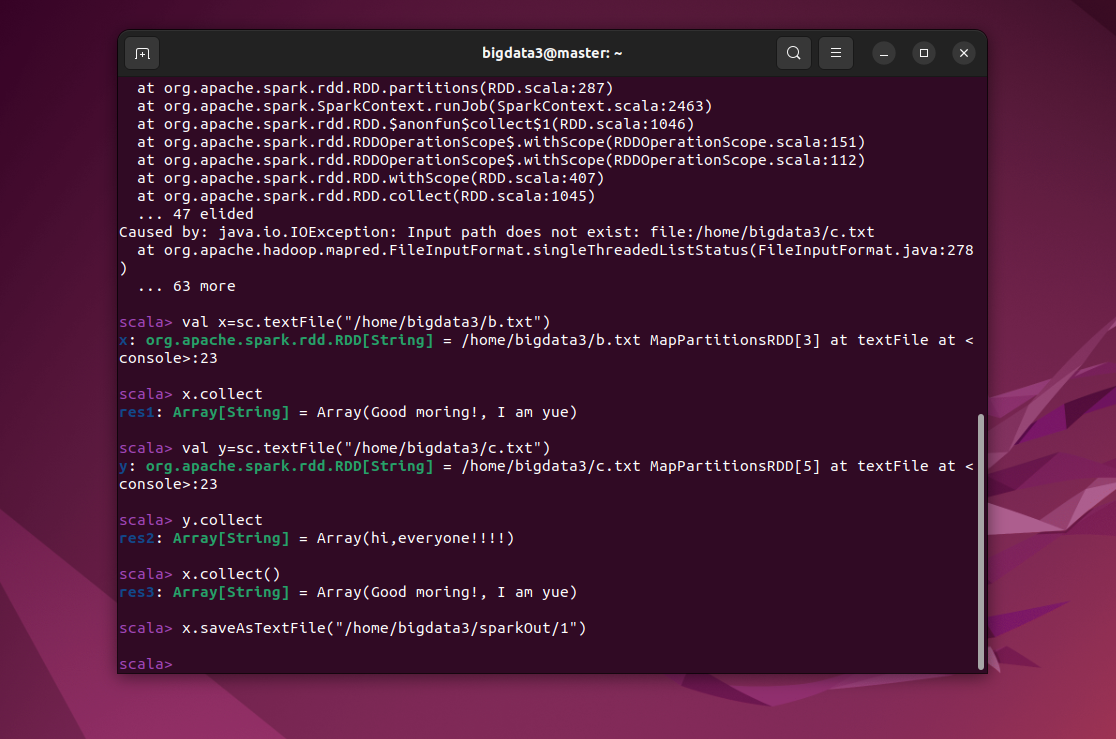 bigdata3@master: ~
at org.apache.spark.rdd.RDD.partitions(RDD.scala:287)
at org.apache.spark.SparkContext.runJob(SparkContext.scala:2463)
at org.apache.spark.rdd.RDD.$anonfun$collect$1(RDD.scala:1046)
at org.apache.spark.rdd.RDDOperationScope$.withScope(RDDOperationScope.scala:151)
at org.apache.spark.rdd.RDDOperationScope$.withScope(RDDOperationScope.scala:112)
at org.apache.spark.rdd.RDD.withScope(RDD.scala:407)
at org.apache.spark.rdd.RDD.collect(RDD.scala:1045)
... 47 elided
Caused by: java.io.IOException: Input path does not exist: file:/home/bigdata3/c.txt
at org.apache.hadoop.mapred.FileInputFormat.singleThreadedListStatus(FileInputFormat.java:278
)
... 63 more
scala> val x=sc.textFile("/home/bigdata3/b.txt")
x: org.apache.spark.rdd.RDD[String] = /home/bigdata3/b.txt MapPartitionsRDD[3] at textFile at <
console>:23
scala> x.collect
res1: Array[String] = Array(Good moring!, I am yue)
scala> val y=sc.textFile("/home/bigdata3/c.txt")
y: org.apache.spark.rdd.RDD[String] = /home/bigdata3/c.txt MapPartitionsRDD[5] at textFile at <
console>:23
scala> y.collect
res2: Array[String] = Array(hi,everyone!!!!)
scala> x.collect()
res3: Array[String] = Array(Good moring!, I am yue)
scala> x.saveAsTextFile("/home/bigdata3/sparkOut/1")
scala>